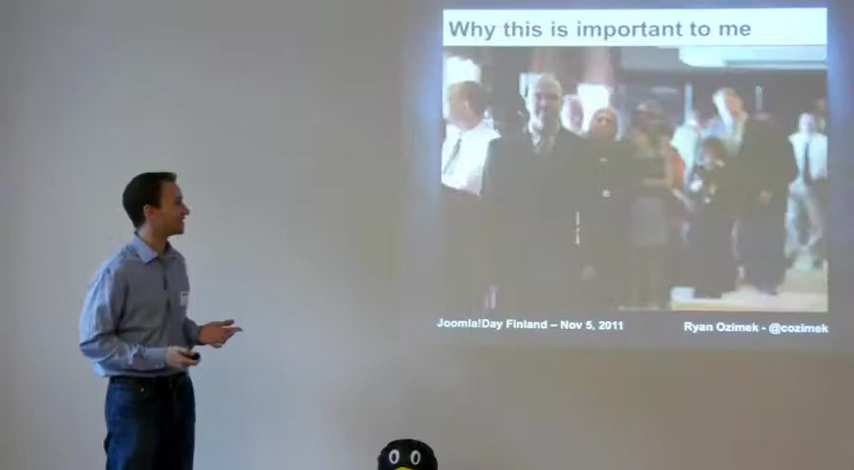 Why this is important to me
Joomla!Day Finland – Nov 5, 2011
Ryan Ozimek - @cozimek